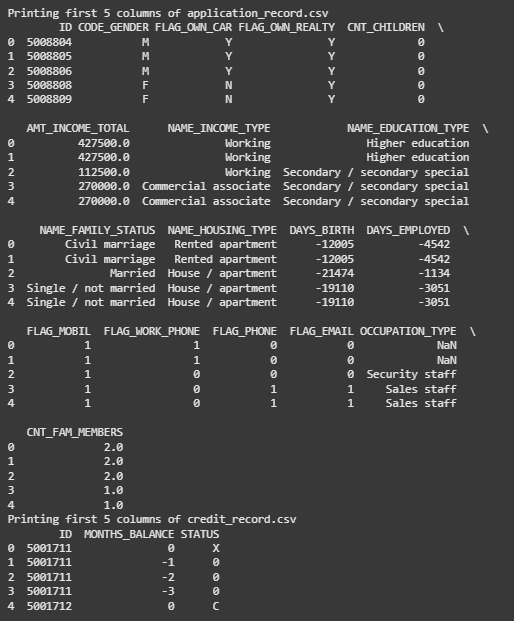 Printing first 5 columns of application_record.csv
ID CODE_GENDER FLAG_OWN_CAR FLAG_OWN_REALTY CNT_CHILDREN \
0 5008804 M Y Y 0
1 5008805 M Y Y 0
2 5008806 M Y Y 0
3 5008808 F N Y 0
4 5008809 F N Y 0
AMT_INCOME_TOTAL NAME_INCOME_TYPE NAME_EDUCATION_TYPE \
0 427500.0 Working Higher education
1 427500.0 Working Higher education
2 112500.0 Working Secondary / secondary special
3 270000.0 Commercial associate Secondary / secondary special
4 270000.0 Commercial associate Secondary / secondary special
NAME_FAMILY_STATUS NAME_HOUSING_TYPE DAYS_BIRTH DAYS_EMPLOYED \
0 Civil marriage Rented apartment -12005 -4542
1 Civil marriage Rented apartment -12005 -4542
2 Married House / apartment -21474 -1134
3 Single / not married House / apartment -19110 -3051
4 Single / not married House / apartment -19110 -3051
FLAG_MOBIL FLAG_WORK_PHONE FLAG_PHONE FLAG_EMAIL OCCUPATION_TYPE \
0 1 1 0 0 NaN
1 1 1 0 0 NaN
2 1 0 0 0 Security staff
3 1 0 1 1 Sales staff
4 1 0 1 1 Sales staff
CNT_FAM_MEMBERS
0 2.0
1 2.0
2 2.0
3 1.0
4 1.0
Printing first 5 columns of credit_record.csv
ID MONTHS_BALANCE STATUS
0 5001711 0 X
1 5001711 -1 0
2 5001711 -2 0
3 5001711 -3 0
4 5001712 0 C